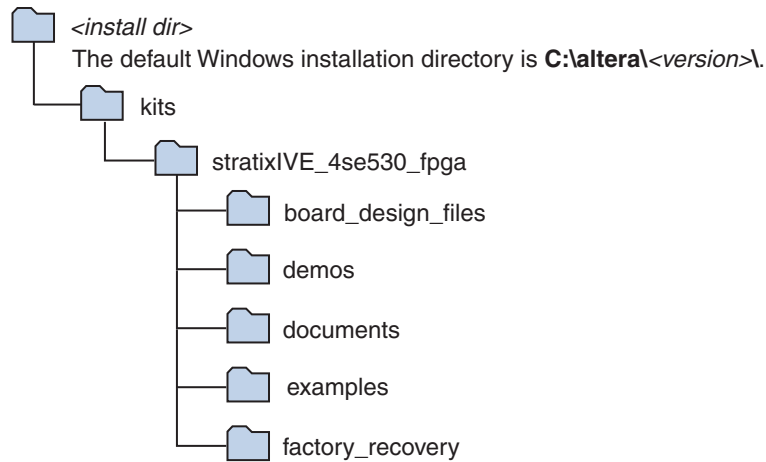 <install dir>
The default Windows installation directory is C:\altera\<version>\.
kits
stratixIVE_4se530_fpga
board_design_files
demos
documents
examples
factory_recovery